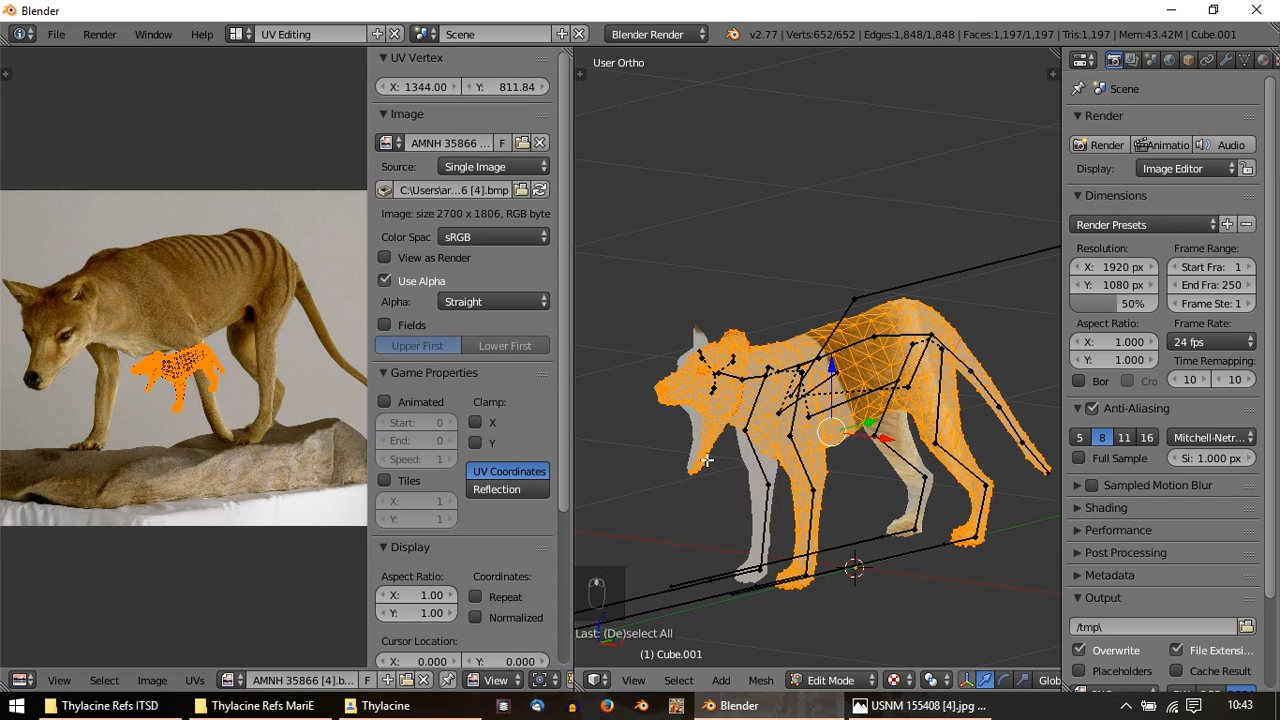 Blender
File Render Window Help UV Editing Scene Blender Render v2.77 | Verts:652/652 | Edges:1,848/1,848 | Faces:1,197/1,197 | Tris:1,197 | Mem:43.42M | Cube.001
UV Vertex
X: 1344.00 Y: 811.84
Image
AMNH 35866 ... F
Source: Single Image
C:\Users\ar...6 [4].bmp
Image: size 2700 x 1806, RGB byte
Color Spac sRGB
View as Render
Use Alpha
Alpha: Straight
Fields
Upper First Lower First
Game Properties
Animated Clamp:
Start: 0 X
End: 0 Y
Speed: 1
UV Coordinates
Tiles Reflection
X: 1
Y: 1
Display
Aspect Ratio: Coordinates:
X: 1.00 Repeat
Y: 1.00 Normalized
Cursor Location:
X: 0.000 Y: 0.000
View Select Image UVs AMNH 35866 [4].b... F View
User Ortho
Last: (De)select All
(1) Cube.001
View Select Add Mesh Edit Mode Glob
Scene
Render
Render Animatio Audio
Display: Image Editor
Dimensions
Render Presets
Resolution: Frame Range:
X: 1920 px Start Fra: 1
Y: 1080 px End Fra: 250
50% Frame Ste: 1
Aspect Ratio: Frame Rate:
X: 1.000 24 fps
Y: 1.000 Time Remapping:
Bor Cro 10 10
Anti-Aliasing
5 8 11 16 Mitchell-Netr...
Full Sample Si: 1.000 px
Sampled Motion Blur
Shading
Performance
Post Processing
Metadata
Output
/tmp\
Overwrite File Extensi...
Placeholders Cache Result
Thylacine Refs ITSD Thylacine Refs MariE Thylacine Blender USNM 155408 [4].jpg ... 10:43